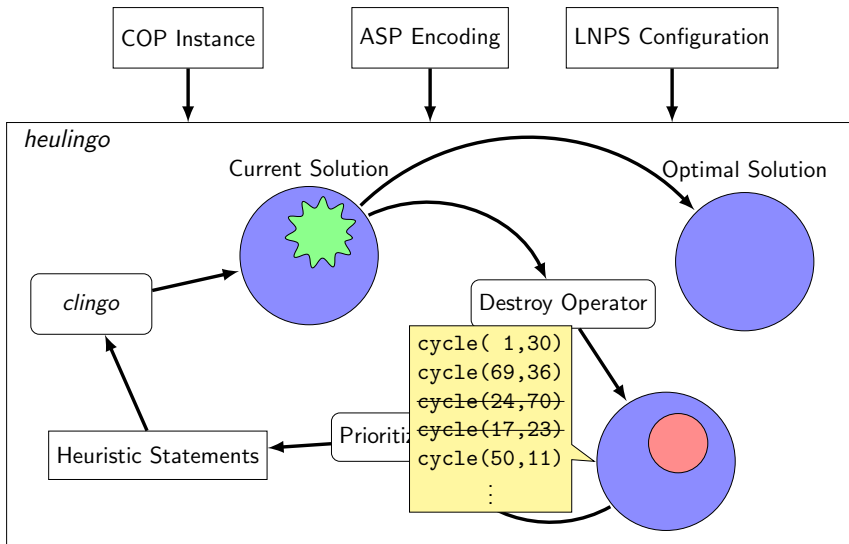 COP Instance
ASP Encoding
LNPS Configuration
heulingo
Current Solution
Optimal Solution
clingo
Destroy Operator
cycle( 1,30)
cycle(69,36)
cycle(24,70)
cycle(17,23)
cycle(50,11)
⋮
Heuristic Statements